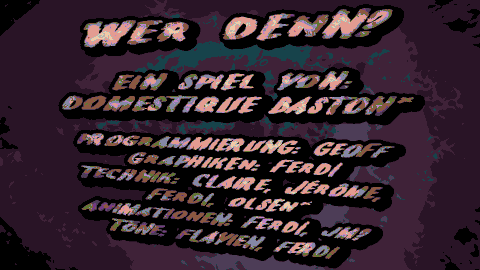 WER DENN?
EIN SPIEL VON:
DOMESTIQUE BASTON~
PROGRAMMIERUNG: GEOFF
GRAPHIKEN: FERDI
TECHNIK: CLAIRE, JÉRÔME,
FERDI, OLSEN~
ANIMATIONEN: FERDI, JM?
TÖNE: FLAVIEN, FERDI